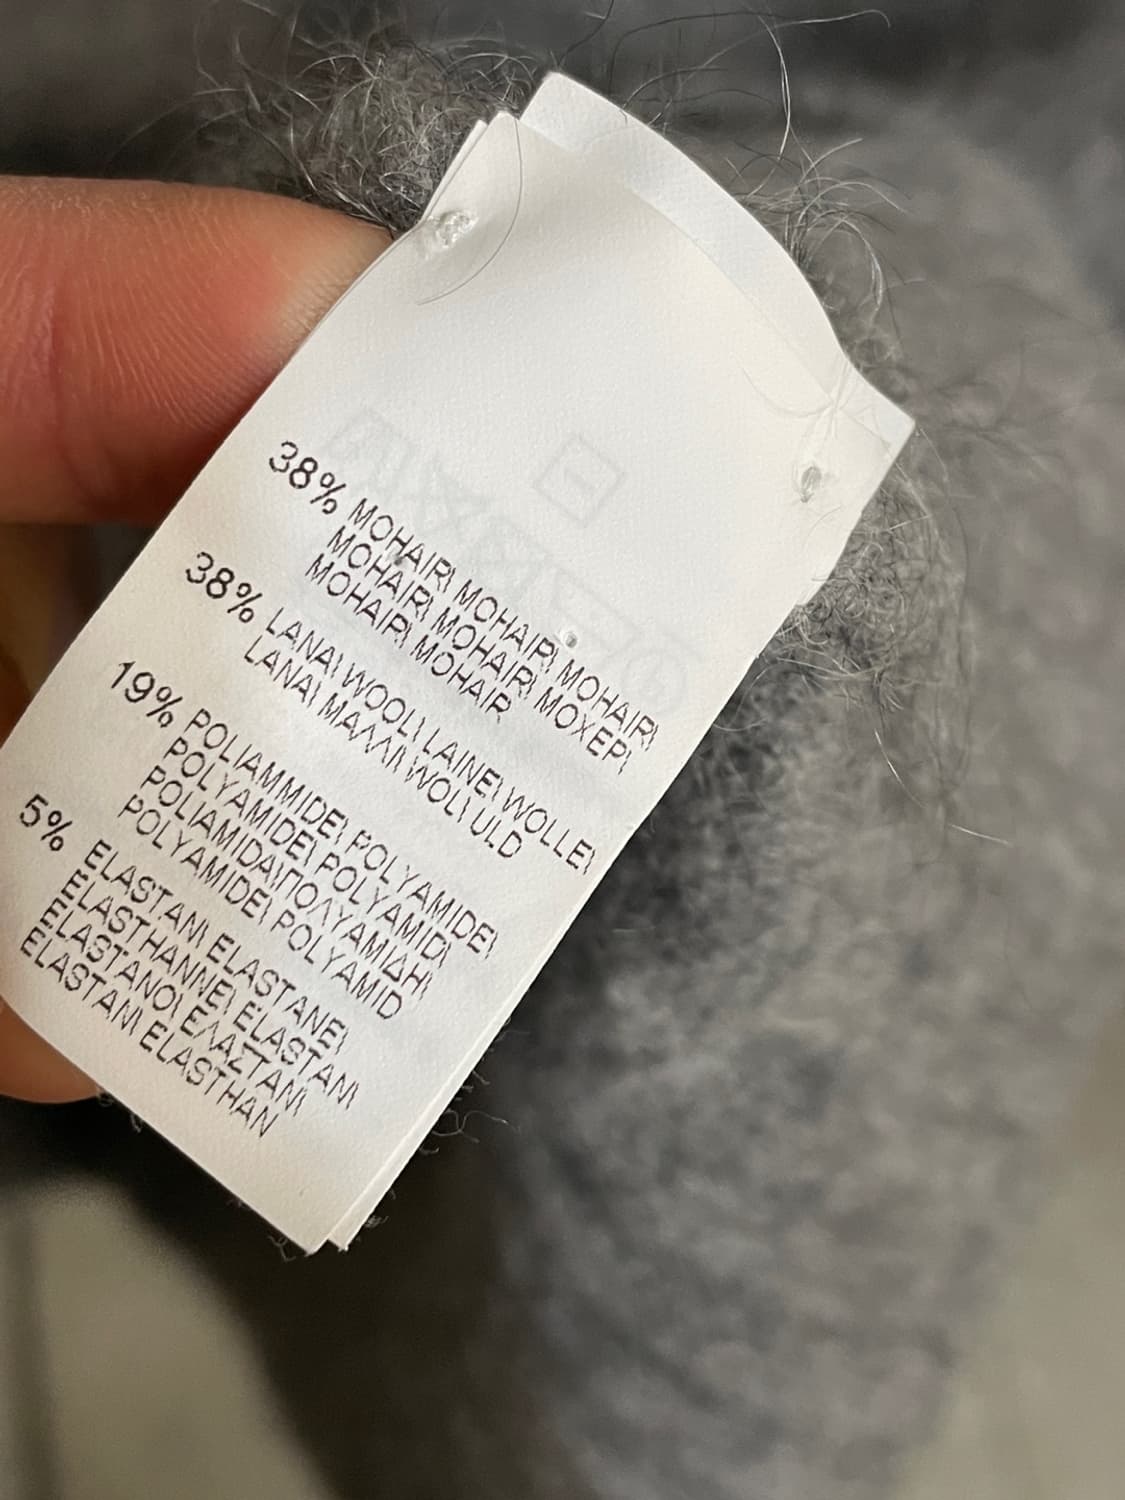 38% MOHAIR\ MOHAIR\ MOHAIR\
MOHAIR\ MOHAIR\ ΜΟΧΕΡ\
MOHAIR\ MOHAIR
38% LANA\ WOOL\ LAINE\ WOLLE\
LANA\ ΜΑΛΛΙ\ WOL\ ULD
19% POLIAMMIDE\ POLYAMIDE\
POLYAMIDE\ POLYAMID\
POLIAMIDA\ΠΟΛΥΑΜΙΔΗ\
POLYAMIDE\ POLYAMID
5% ELASTAN\ ELASTANE\
ELASTHANNE\ ELASTAN\
ELASTANO\ ΕΛΑΣΤΑΝ\
ELASTAN\ ELASTHAN